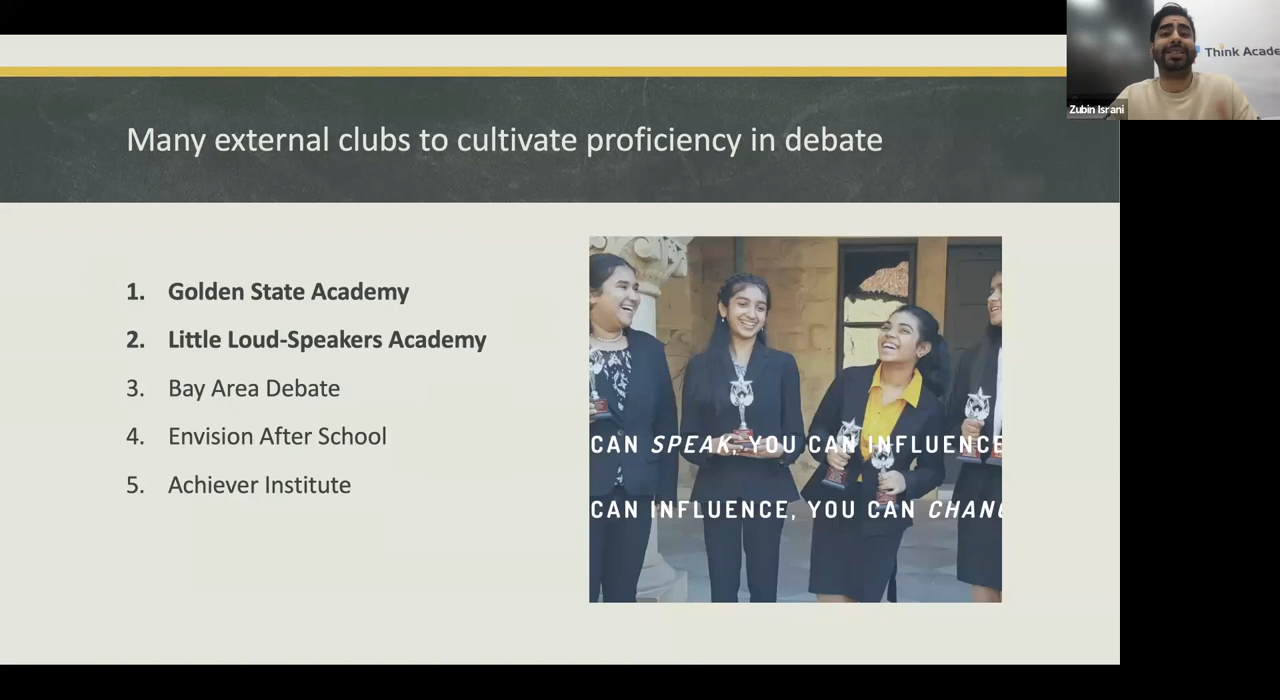 Many external clubs to cultivate proficiency in debate
1. Golden State Academy
2. Little Loud-Speakers Academy
3. Bay Area Debate
4. Envision After School
5. Achiever Institute
CAN SPEAK, YOU CAN INFLUENCE
CAN INFLUENCE, YOU CAN CHANG
Think Acade
Zubin Israni